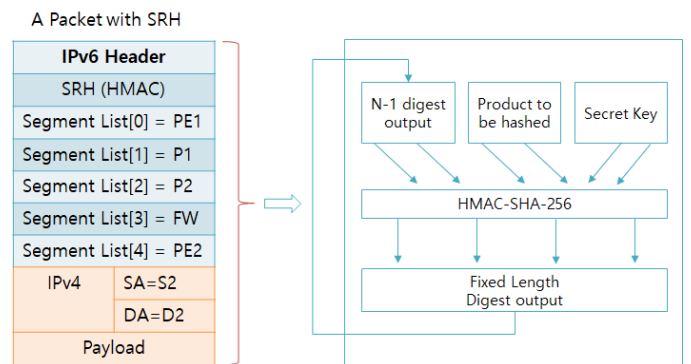 A Packet with SRH
IPv6 Header
SRH (HMAC)
Segment List[0] = PE1
Segment List[1] = P1
Segment List[2] = P2
Segment List[3] = FW
Segment List[4] = PE2
IPv4
SA=S2
DA=D2
Payload
N-1 digest
output
Product to
be hashed
Secret Key
HMAC-SHA-256
Fixed Length
Digest output